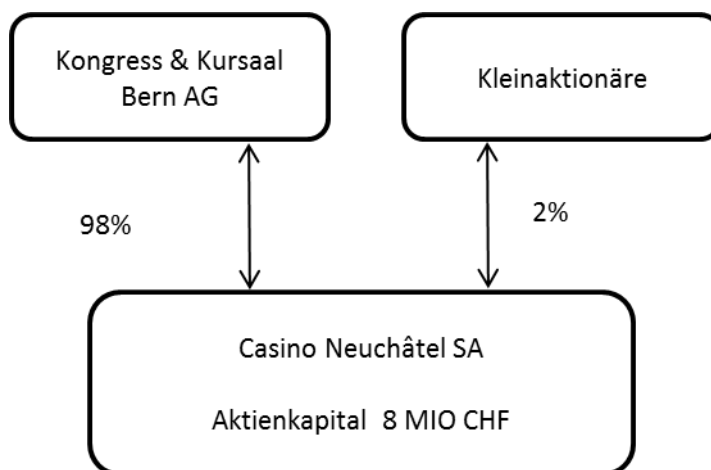 Kongress & Kursaal
Bern AG
Kleinaktionäre
98%
2%
Casino Neuchâtel SA
Aktienkapital 8 MIO CHF